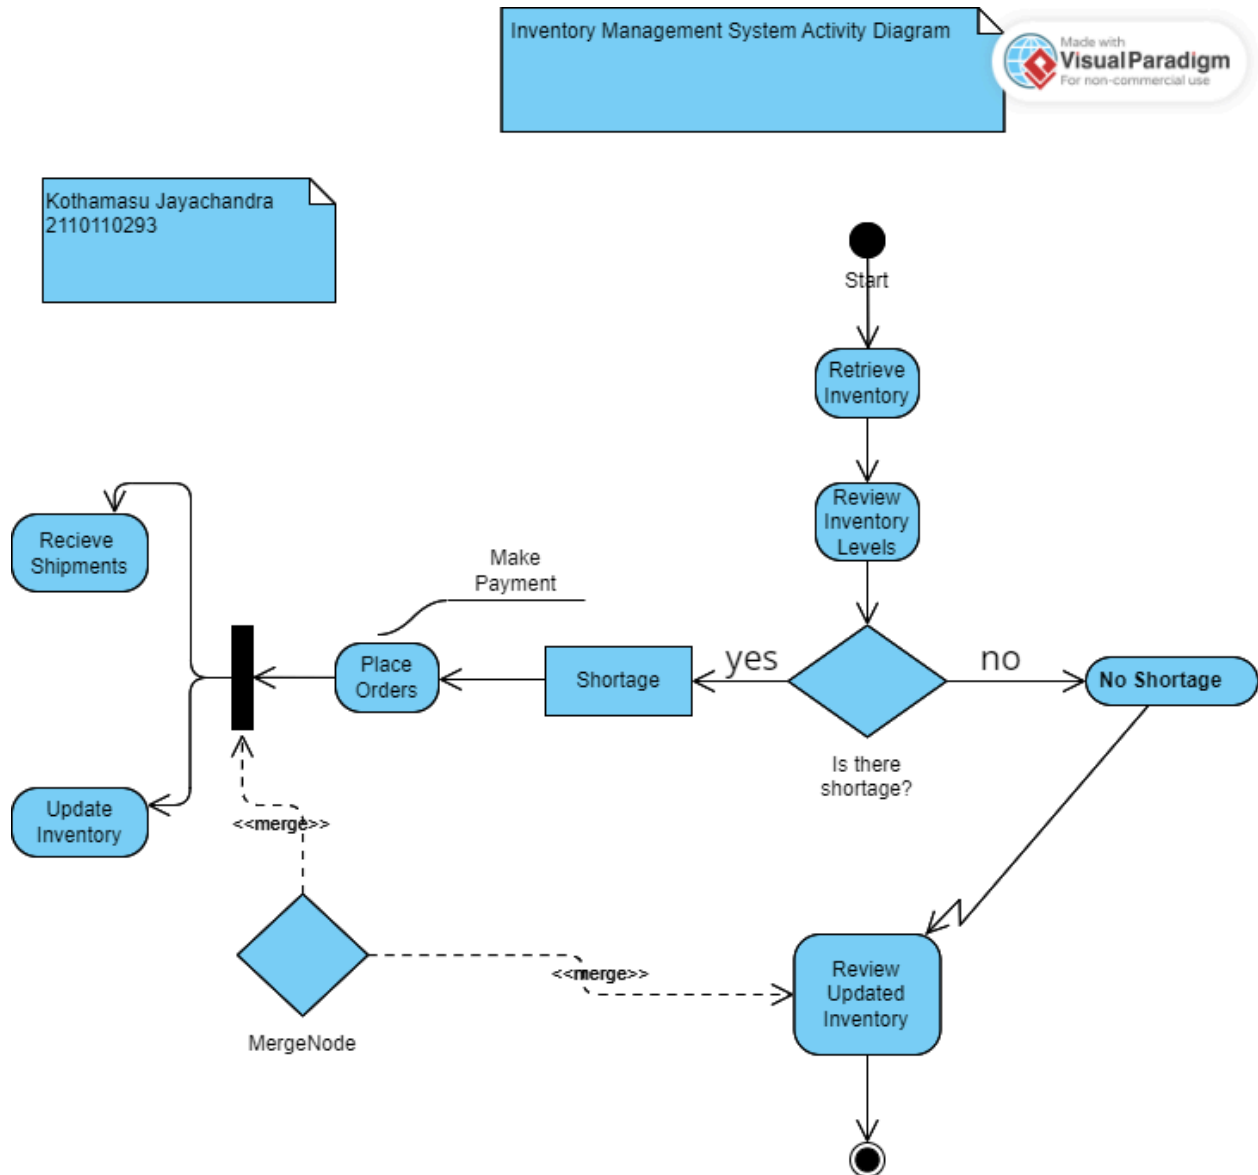 Inventory Management System Activity Diagram
Made with
Visual Paradigm
For non-commercial use
Kothamasu Jayachandra
2110110293
Start
Retrieve
Inventory
Review
Inventory
Levels
Recieve
Shipments
Make
Payment
Place
Orders
Shortage
yes
no
No Shortage
Is there
shortage?
Update
Inventory
<<merge>>
<<merge>>
Review
Updated
Inventory
MergeNode